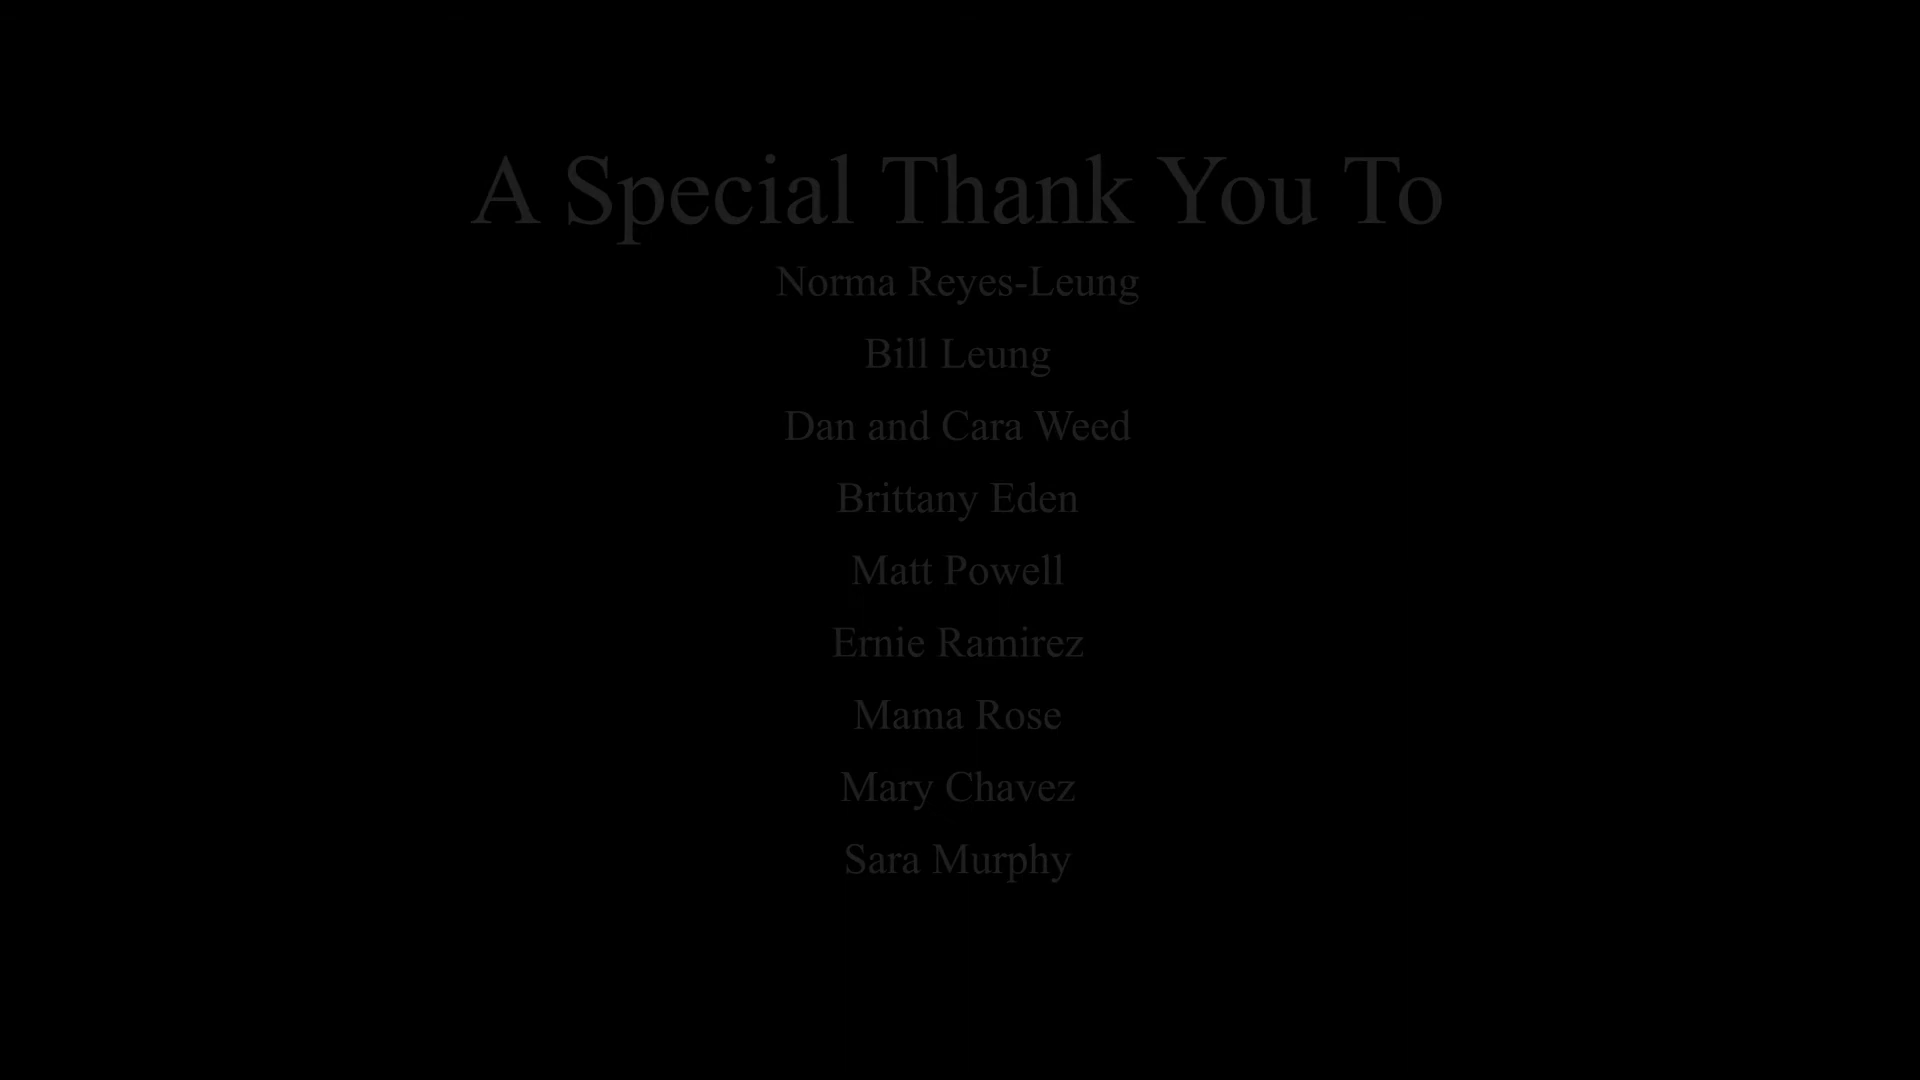 A Special Thank You To
Norma Reyes-Leung
Bill Leung
Dan and Cara Weed
Brittany Eden
Matt Powell
Ernie Ramirez
Mama Rose
Mary Chavez
Sara Murphy